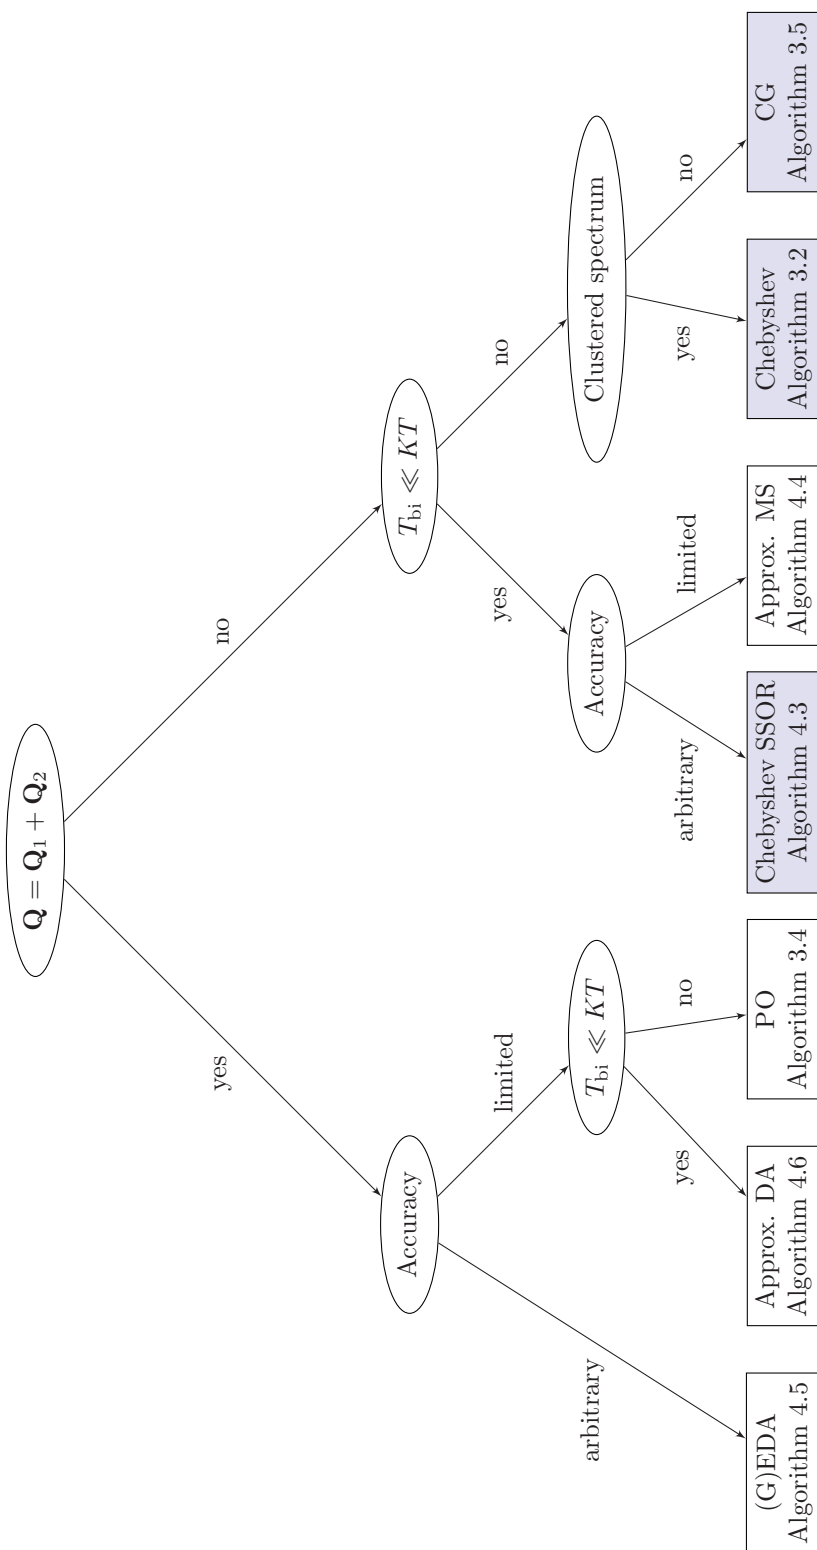 Q = Q₁ + Q₂
yes
no
Accuracy
T_bi ≪ KT
arbitrary
limited
yes
no
T_bi ≪ KT
Accuracy
Clustered spectrum
yes
no
arbitrary
limited
yes
no
(G)EDA
Algorithm 4.5
Approx. DA
Algorithm 4.6
PO
Algorithm 3.4
Chebyshev SSOR
Algorithm 4.3
Approx. MS
Algorithm 4.4
Chebyshev
Algorithm 3.2
CG
Algorithm 3.5